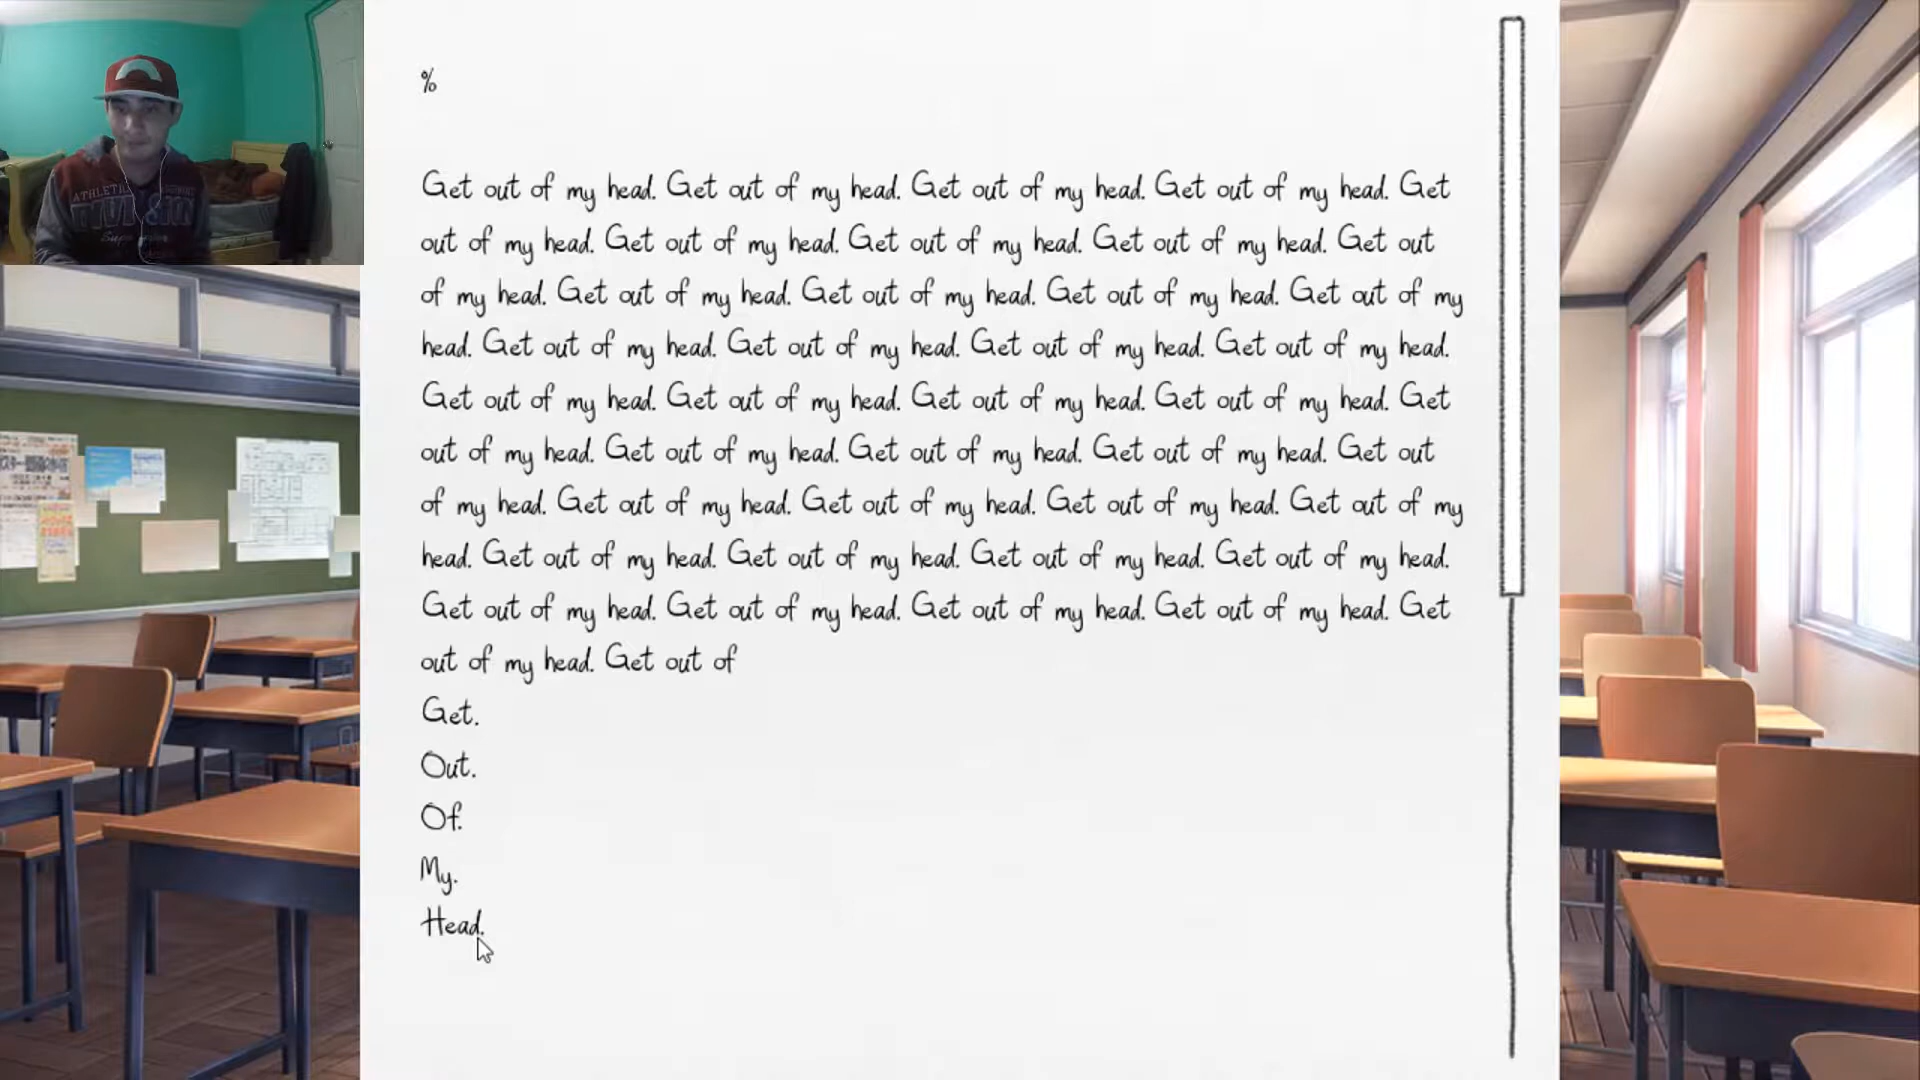 %
Get out of my head. Get out of my head. Get out of my head. Get out of my head. Get
out of my head. Get out of my head. Get out of my head. Get out of my head. Get out
of my head. Get out of my head. Get out of my head. Get out of my head. Get out of my
head. Get out of my head. Get out of my head. Get out of my head. Get out of my head.
Get out of my head. Get out of my head. Get out of my head. Get out of my head. Get
out of my head. Get out of my head. Get out of my head. Get out of my head. Get out
of my head. Get out of my head. Get out of my head. Get out of my head. Get out of my
head. Get out of my head. Get out of my head. Get out of my head. Get out of my head.
Get out of my head. Get out of my head. Get out of my head. Get out of my head. Get
out of my head. Get out of
Get.
Out.
Of.
My.
Head.
ATHLETIC
DIVISION